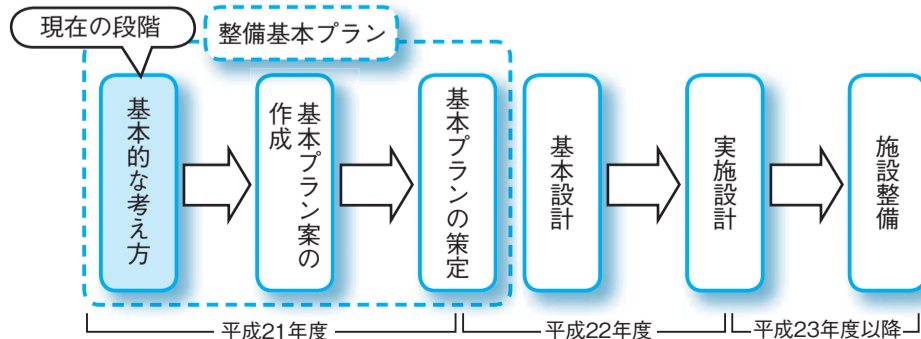 現在の段階
整備基本プラン
基本的な考え方
基本プラン案の
作成
基本プランの策定
基本設計
実施設計
施設整備
平成21年度
平成22年度
平成23年度以降